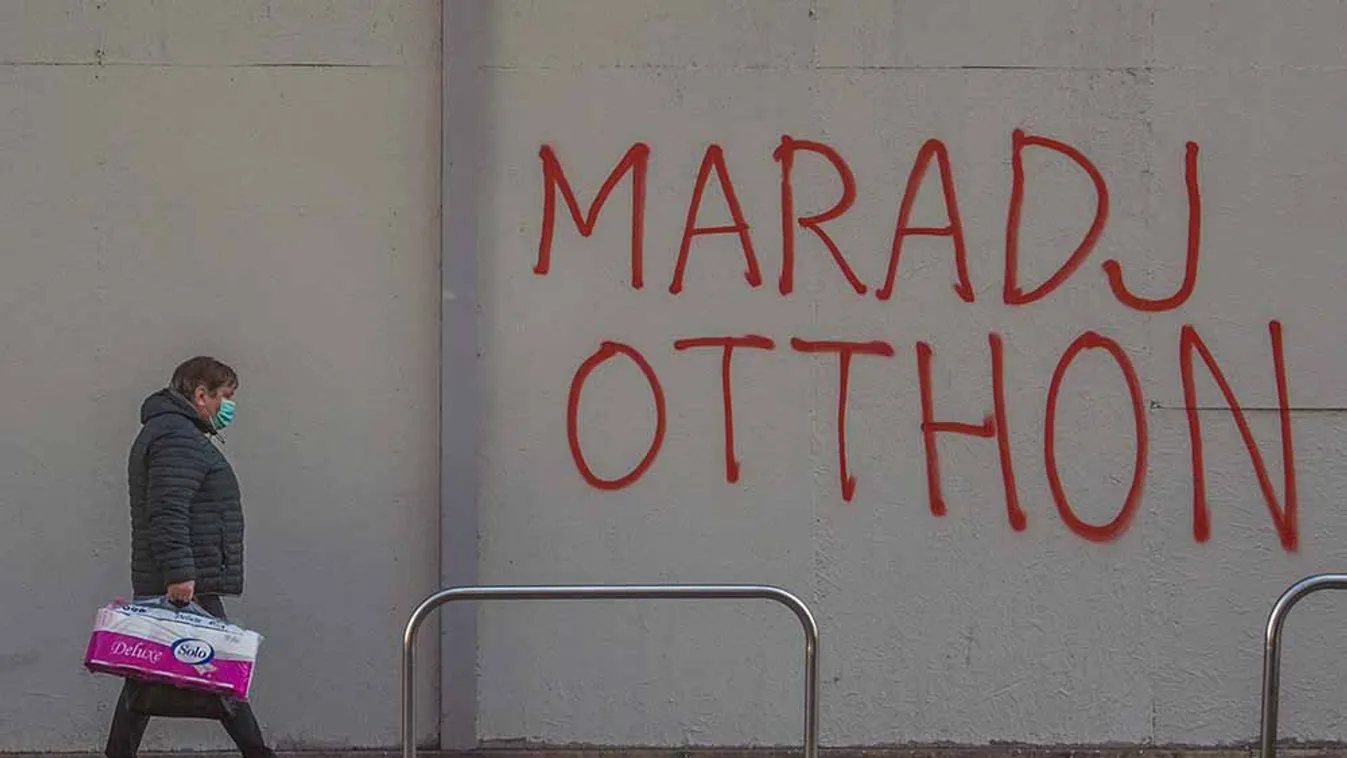 MARADJ
OTTHON
Deluxe
Solo